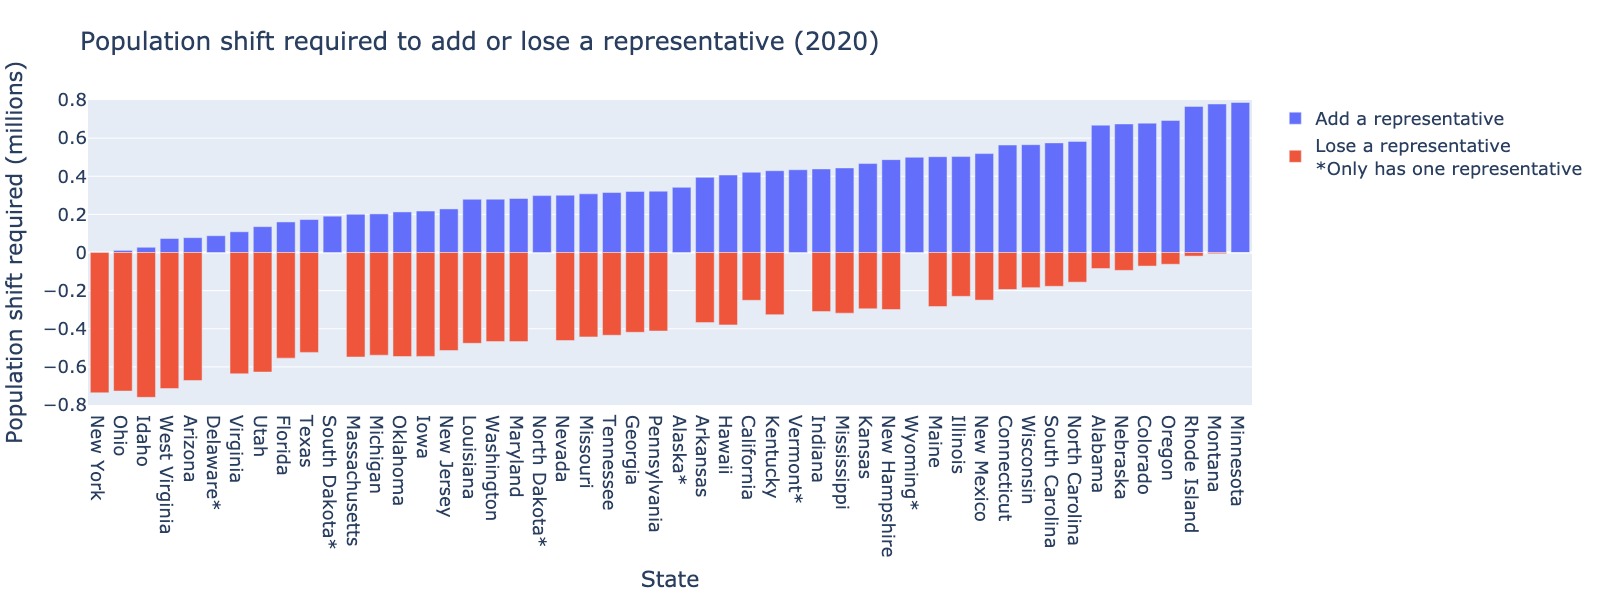 Population shift required to add or lose a representative (2020)
Population shift required (millions)
0.8
0.6
0.4
0.2
0
−0.2
−0.4
−0.6
−0.8
New York
Ohio
Idaho
West Virginia
Arizona
Delaware*
Virginia
Utah
Florida
Texas
South Dakota*
Massachusetts
Michigan
Oklahoma
Iowa
New Jersey
Louisiana
Washington
Maryland
North Dakota*
Nevada
Missouri
Tennessee
Georgia
Pennsylvania
Alaska*
Arkansas
Hawaii
California
Kentucky
Vermont*
Indiana
Mississippi
Kansas
New Hampshire
Wyoming*
Maine
Illinois
New Mexico
Connecticut
Wisconsin
South Carolina
North Carolina
Alabama
Nebraska
Colorado
Oregon
Rhode Island
Montana
Minnesota
State
Add a representative
Lose a representative
*Only has one representative